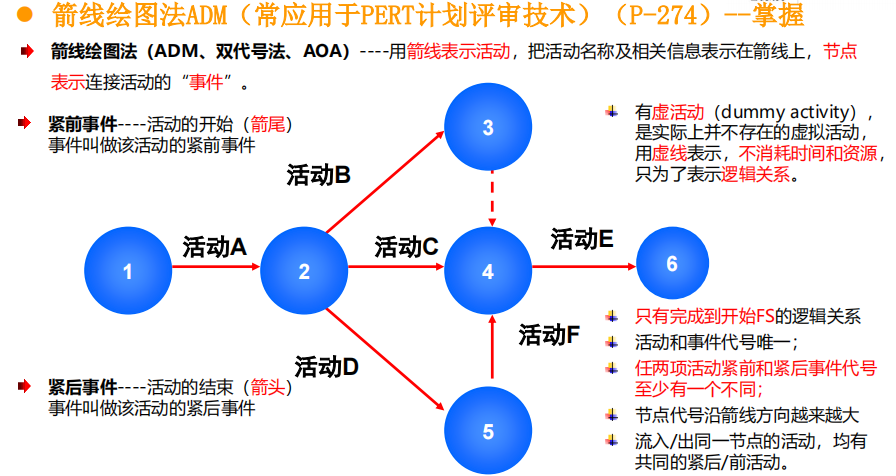 箭线绘图法ADM（常应用于PERT计划评审技术）（P-274）--掌握
箭线绘图法（ADM、双代号法、AOA）----用箭线表示活动，把活动名称及相关信息表示在箭线上，节点
表示连接活动的“事件”。
紧前事件----活动的开始（箭尾）
事件叫做该活动的紧前事件
有虚活动（dummy activity），
是实际上并不存在的虚拟活动，
用虚线表示，不消耗时间和资源，
只为了表示逻辑关系。
3
活动B
活动A
活动C
活动E
1
2
4
6
活动F
活动D
5
紧后事件----活动的结束（箭头）
事件叫做该活动的紧后事件
只有完成到开始FS的逻辑关系
活动和事件代号唯一；
任两项活动紧前和紧后事件代号
至少有一个不同；
节点代号沿箭线方向越来越大
流入/出同一节点的活动，均有
共同的紧后/前活动。